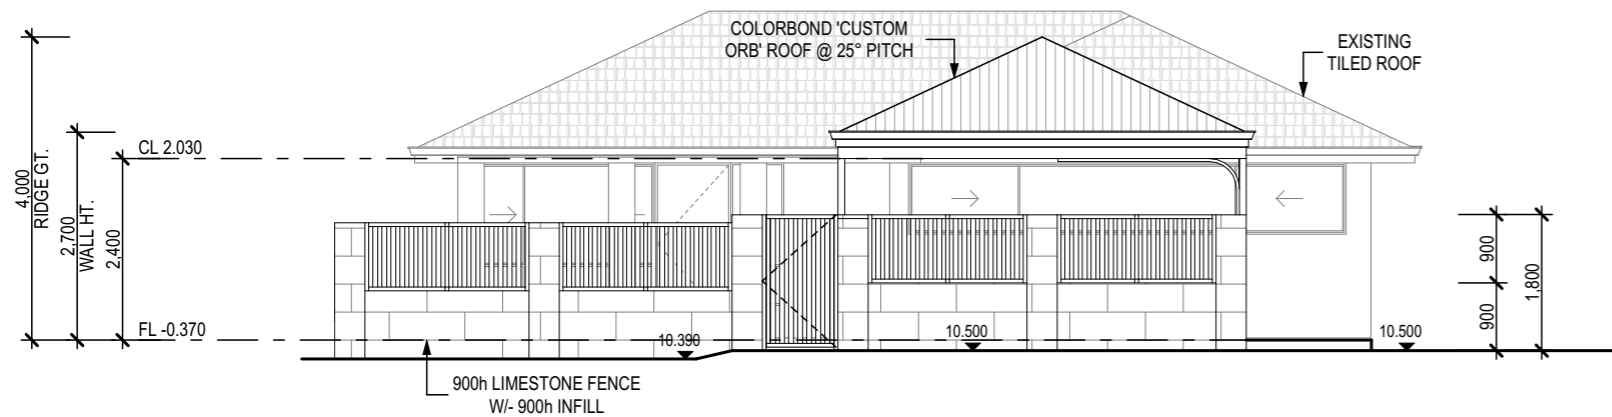 COLORBOND 'CUSTOM
ORB' ROOF @ 25° PITCH
EXISTING
TILED ROOF
CL 2.030
4,000
RIDGE GT.
2,700
WALL HT.
2,400
FL -0.370
10.390
10.500
10.500
900
900
1,800
900h LIMESTONE FENCE
W/- 900h INFILL